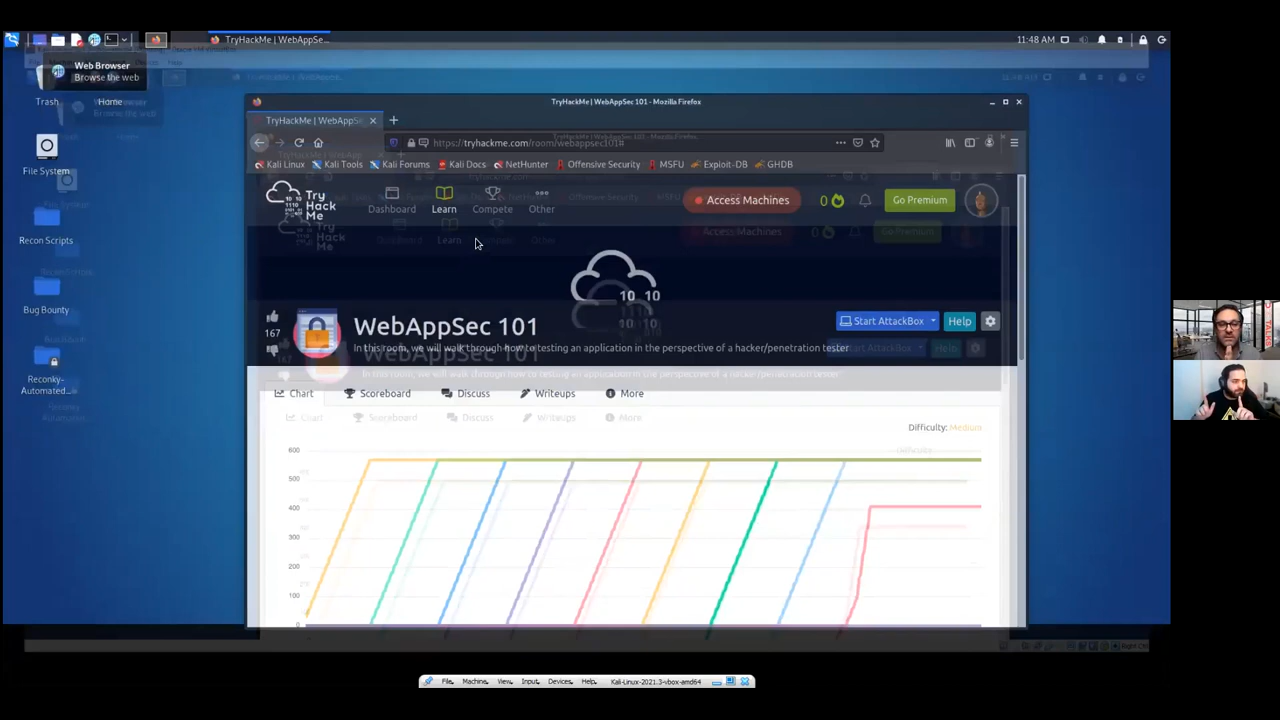 TryHackMe | WebAppSe...
11:48 AM
Web Browser
Browse the web
Trash
Home
File System
Recon Scripts
Bug Bounty
Reconky-
Automated...
TryHackMe | WebAppSec 101 - Mozilla Firefox
TryHackMe | WebAppS
https://tryhackme.com/room/webappsec101#
Kali Linux Kali Tools Kali Forums Kali Docs NetHunter Offensive Security MSFU Exploit-DB GHDB
Try
Hack
Me
Dashboard Learn Compete Other
Access Machines
0
Go Premium
10 10
167
WebAppSec 101
Start AttackBox Help
In this room, we will walk through how to testing an application in the perspective of a hacker/penetration tester
Chart Scoreboard Discuss Writeups More
Difficulty: Medium
600
500
400
300
200
100
0
File Machine View Input Devices Help Kali-Linux-2021.3-vbox-amd64